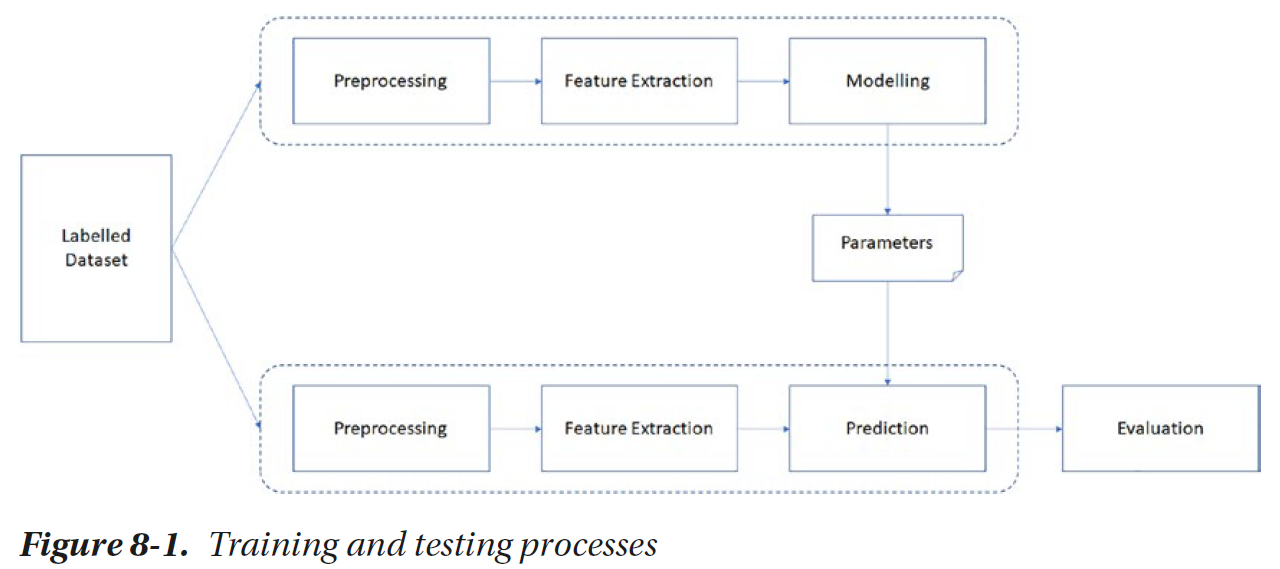 Preprocessing
Feature Extraction
Modelling
Labelled
Dataset
Parameters
Preprocessing
Feature Extraction
Prediction
Evaluation
Figure 8-1. Training and testing processes